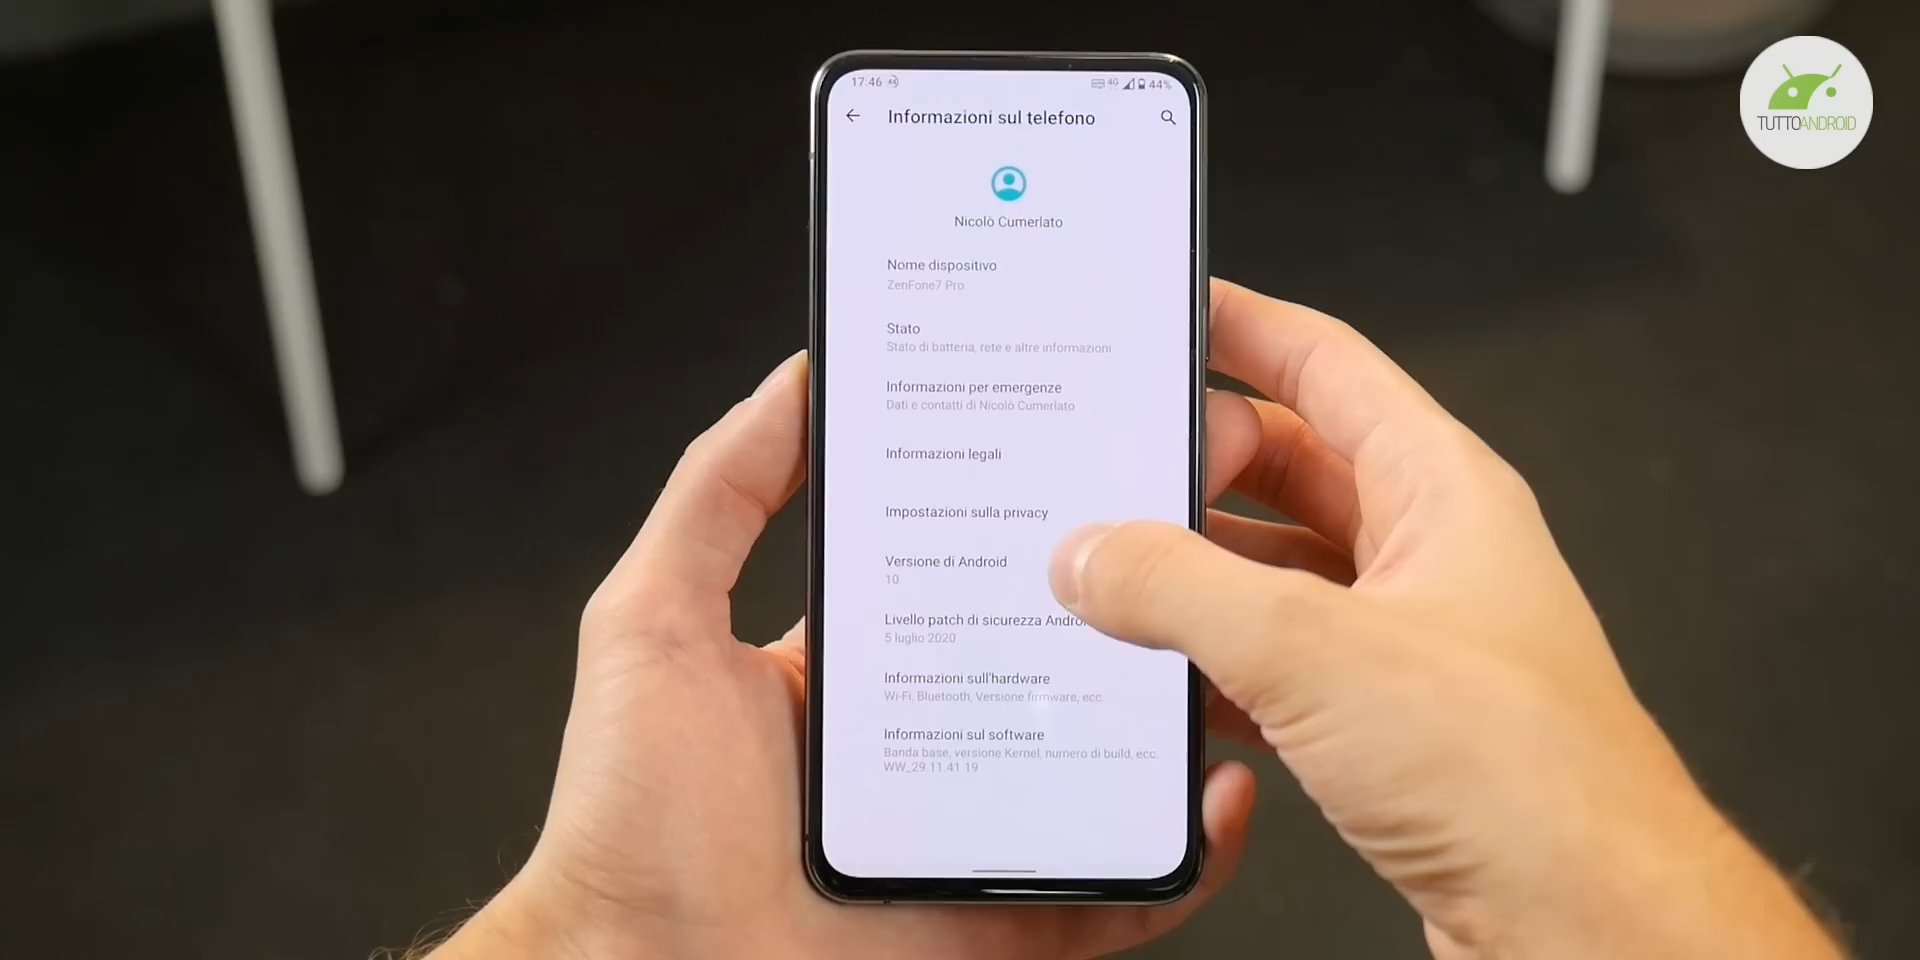 17:46
4G 44%
Informazioni sul telefono
Nicolò Cumerlato
Nome dispositivo
ZenFone7 Pro
Stato
Stato di batteria, rete e altre informazioni
Informazioni per emergenze
Dati e contatti di Nicolò Cumerlato
Informazioni legali
Impostazioni sulla privacy
Versione di Android
10
Livello patch di sicurezza Andro
5 luglio 2020
Informazioni sull'hardware
Wi-Fi, Bluetooth, Versione firmware, ecc.
Informazioni sul software
Banda base, versione Kernel, numero di build, ecc.
WW_29.11.41.19
TUTTOANDROID